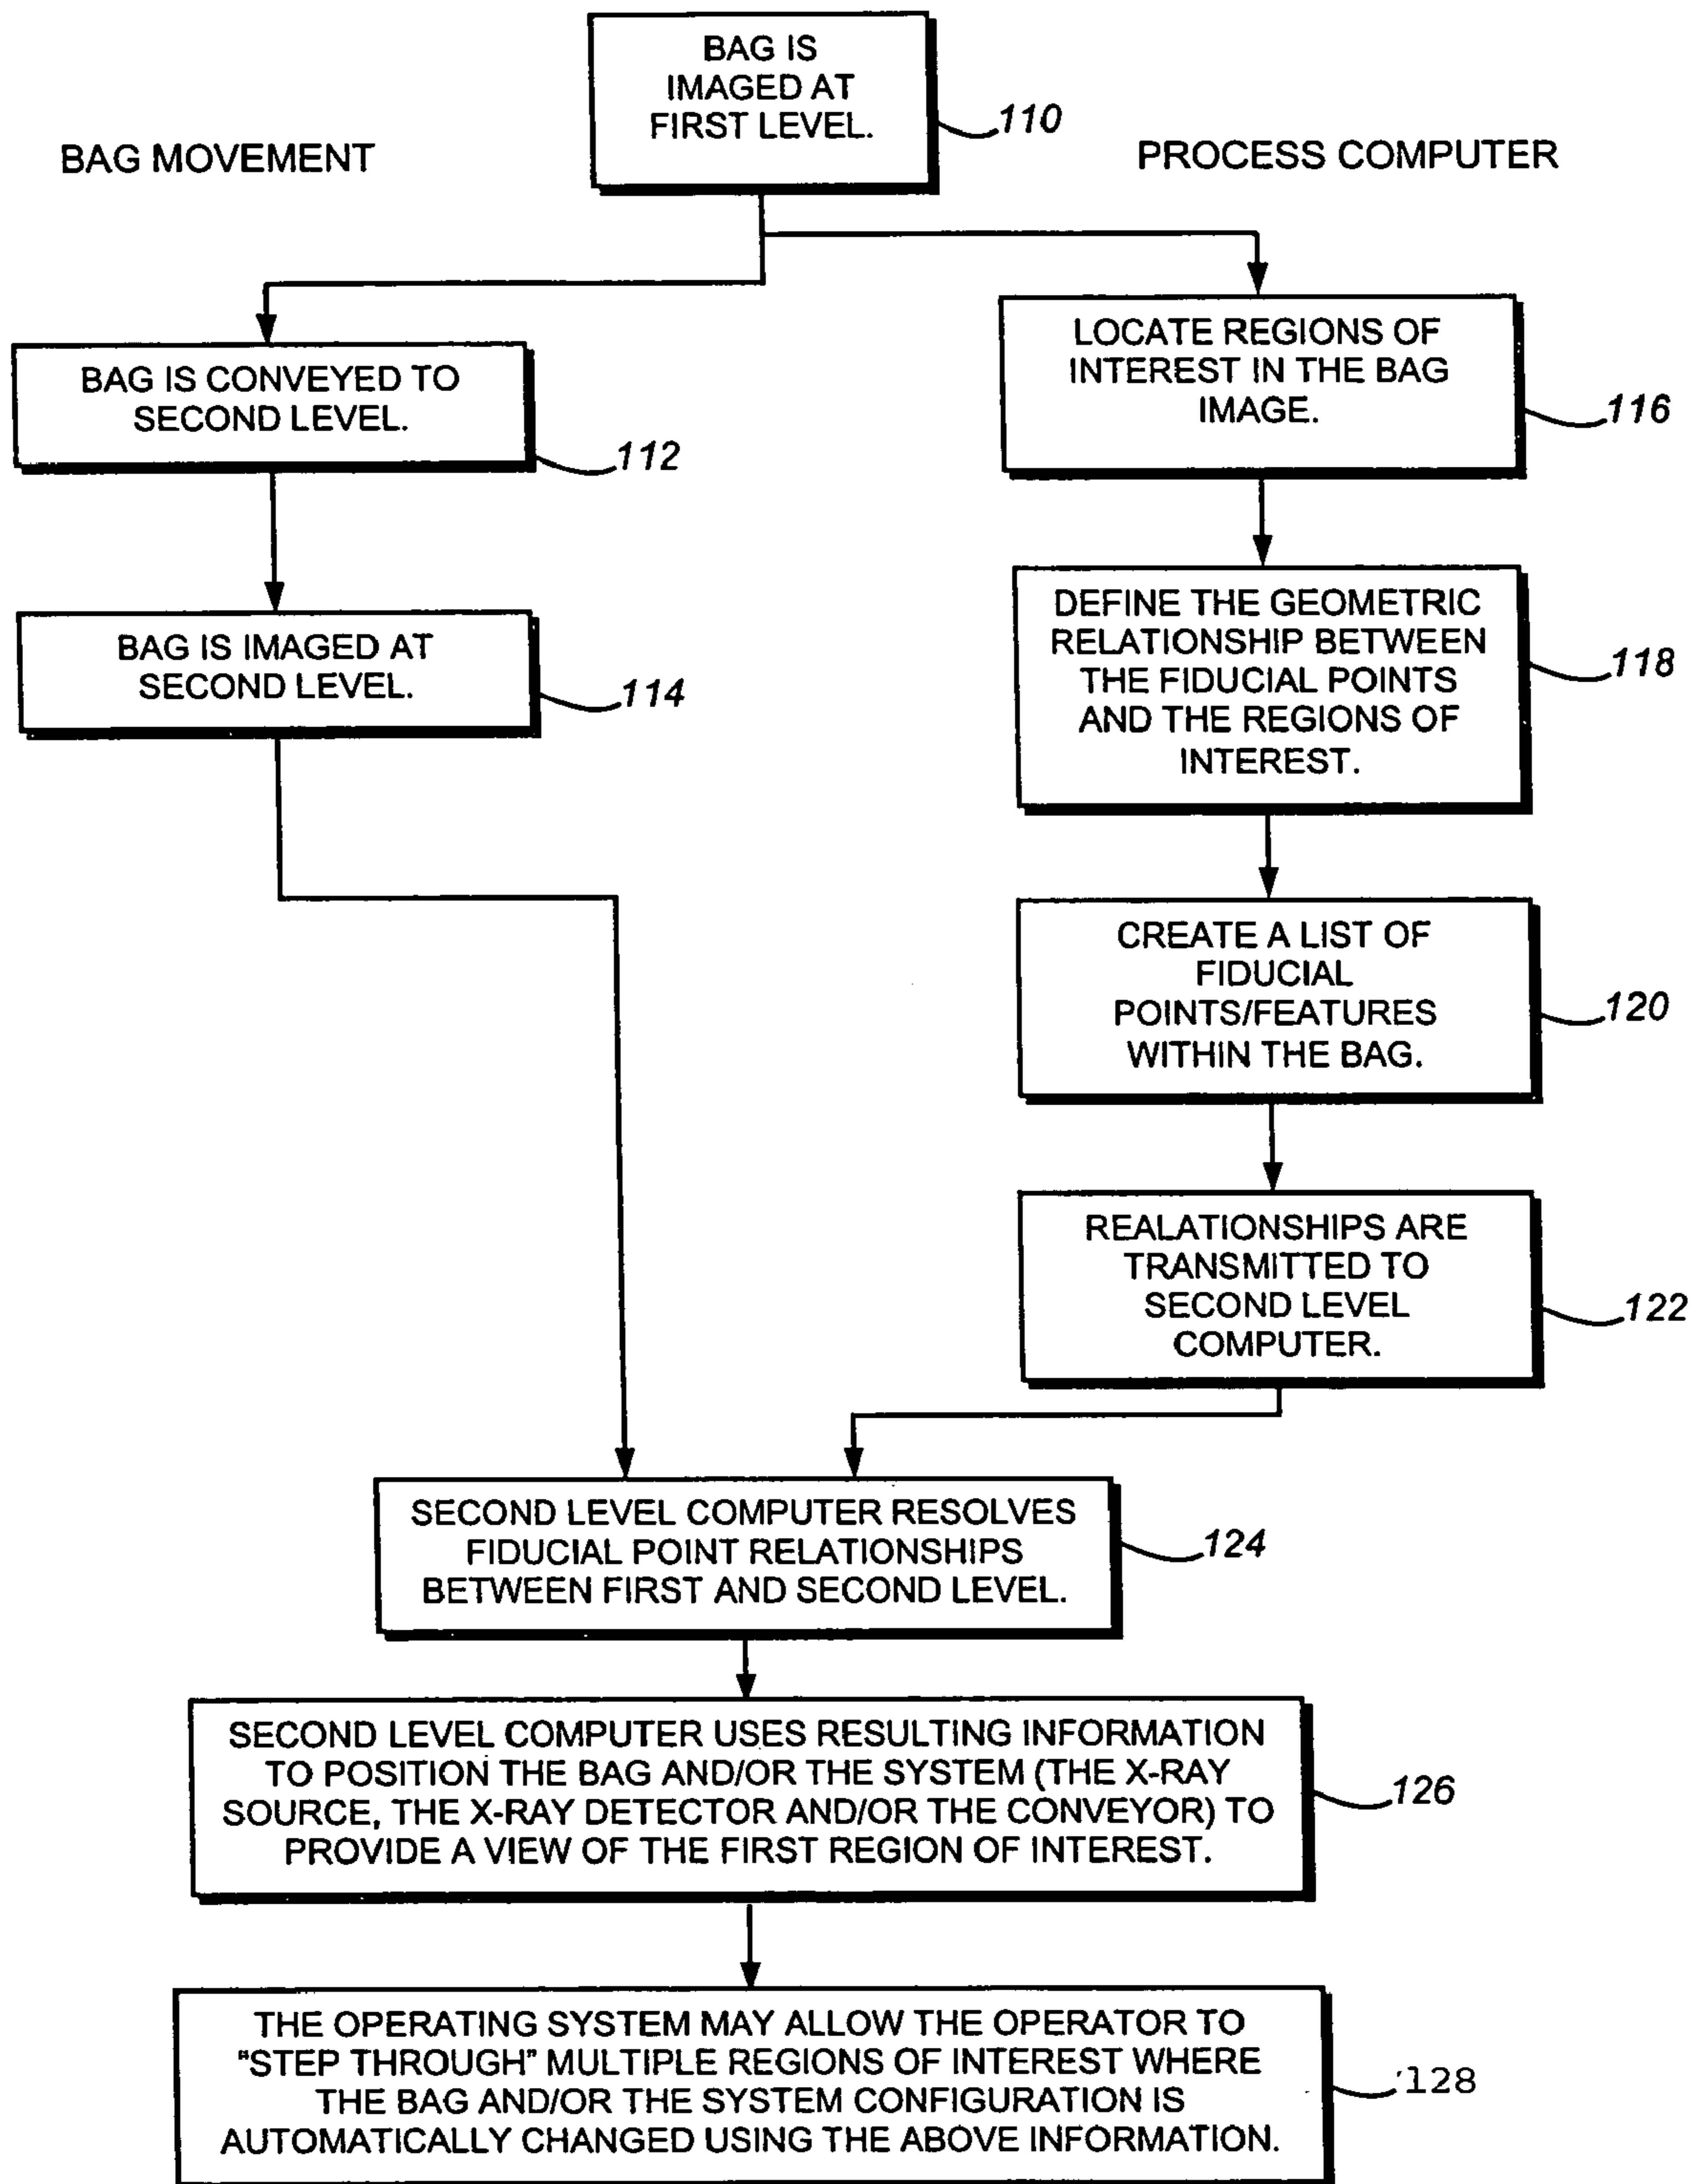 BAG IS
IMAGED AT
FIRST LEVEL.
110
BAG MOVEMENT
PROCESS COMPUTER
BAG IS CONVEYED TO
SECOND LEVEL.
112
BAG IS IMAGED AT
SECOND LEVEL.
114
LOCATE REGIONS OF
INTEREST IN THE BAG
IMAGE.
116
DEFINE THE GEOMETRIC
RELATIONSHIP BETWEEN
THE FIDUCIAL POINTS
AND THE REGIONS OF
INTEREST.
118
CREATE A LIST OF
FIDUCIAL
POINTS/FEATURES
WITHIN THE BAG.
120
REALATIONSHIPS ARE
TRANSMITTED TO
SECOND LEVEL
COMPUTER.
122
SECOND LEVEL COMPUTER RESOLVES
FIDUCIAL POINT RELATIONSHIPS
BETWEEN FIRST AND SECOND LEVEL.
124
SECOND LEVEL COMPUTER USES RESULTING INFORMATION
TO POSITION THE BAG AND/OR THE SYSTEM (THE X-RAY
SOURCE, THE X-RAY DETECTOR AND/OR THE CONVEYOR) TO
PROVIDE A VIEW OF THE FIRST REGION OF INTEREST.
126
THE OPERATING SYSTEM MAY ALLOW THE OPERATOR TO
"STEP THROUGH" MULTIPLE REGIONS OF INTEREST WHERE
THE BAG AND/OR THE SYSTEM CONFIGURATION IS
AUTOMATICALLY CHANGED USING THE ABOVE INFORMATION.
128